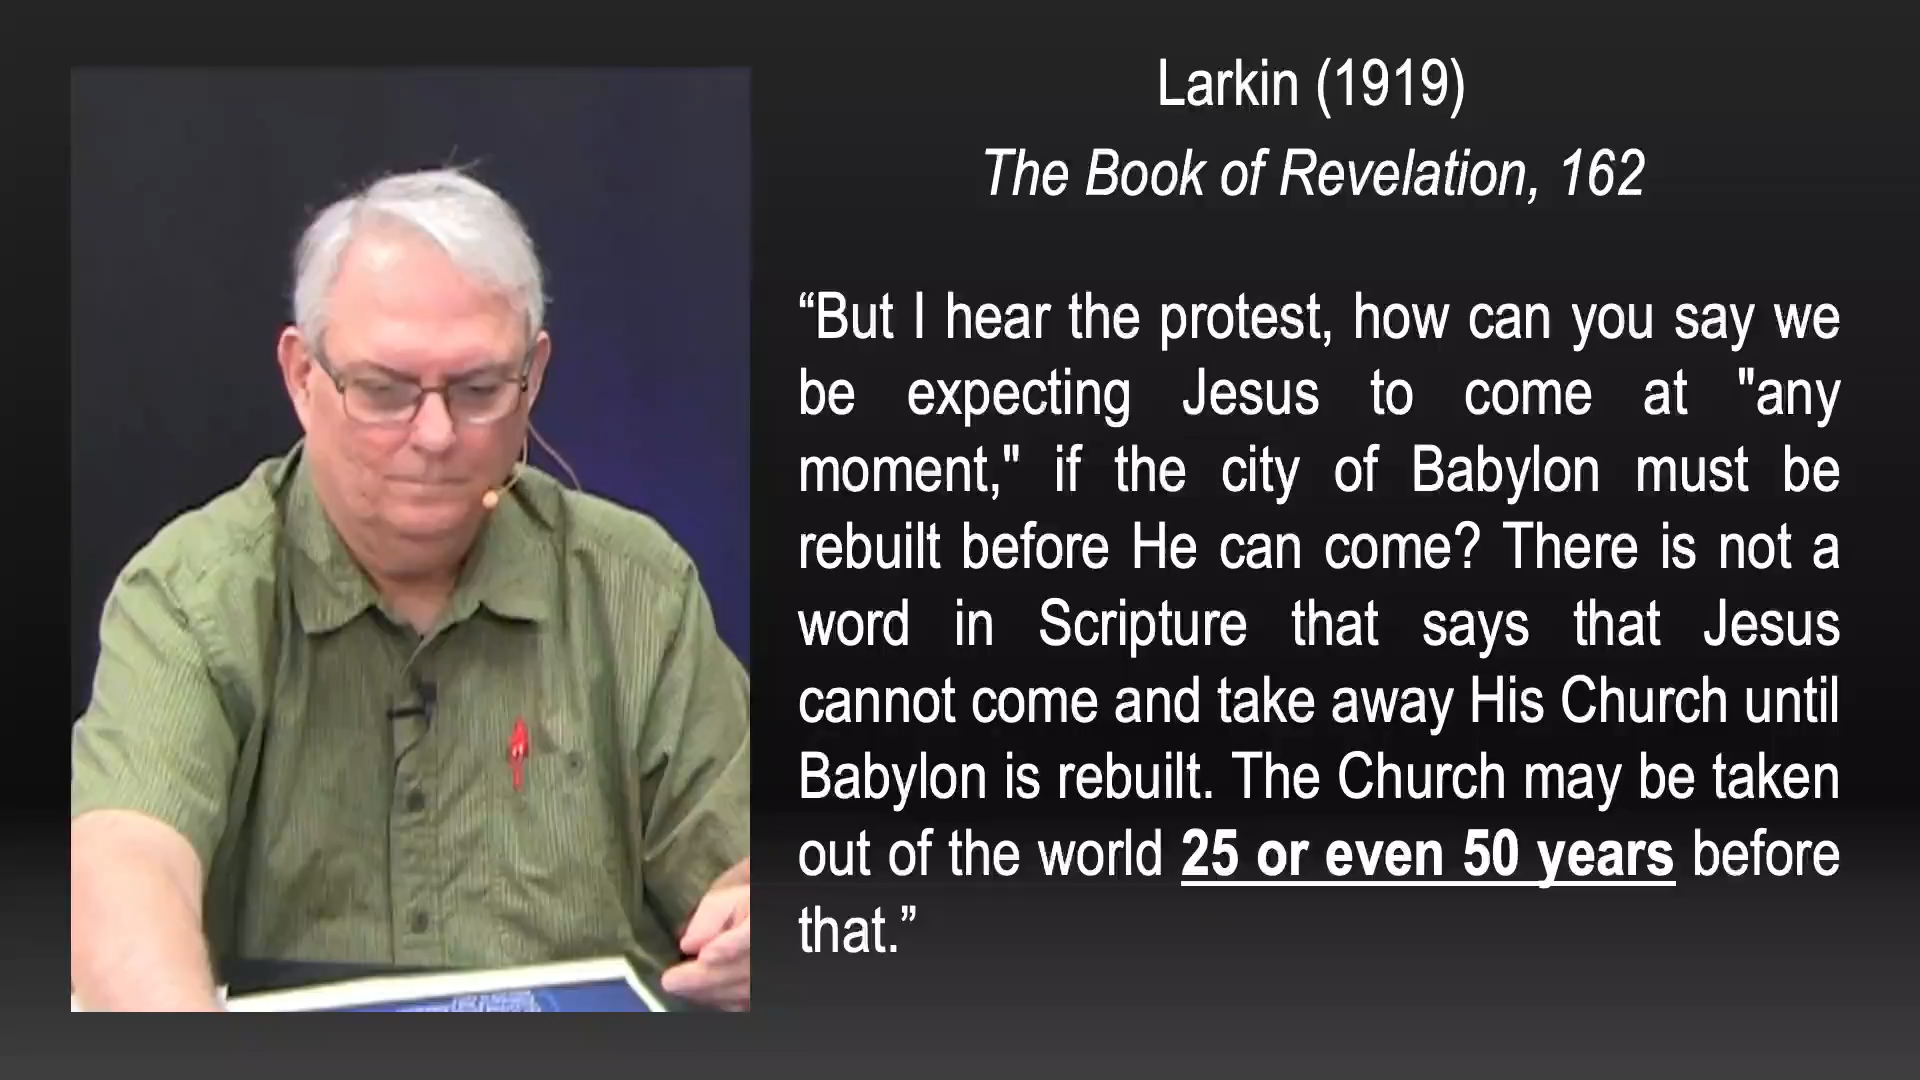 Larkin (1919)
The Book of Revelation, 162
“But I hear the protest, how can you say we
be expecting Jesus to come at "any
moment," if the city of Babylon must be
rebuilt before He can come? There is not a
word in Scripture that says that Jesus
cannot come and take away His Church until
Babylon is rebuilt. The Church may be taken
out of the world 25 or even 50 years before
that.”